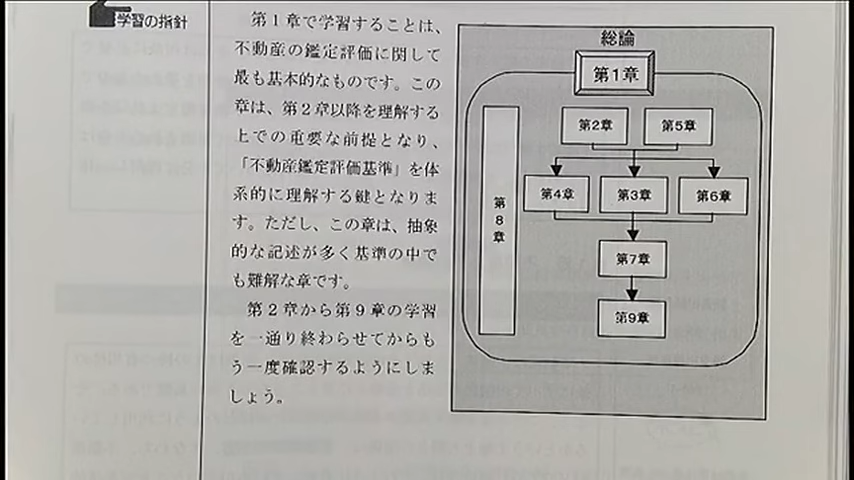 学習の指針
第1章で学習することは、
不動産の鑑定評価に関して
最も基本的なものです。この
章は、第2章以降を理解する
上での重要な前提となり、
「不動産鑑定評価基準」を体
系的に理解する鍵となりま
す。ただし、この章は、抽象
的な記述が多く基準の中で
も難解な章です。
第2章から第9章の学習
を一通り終わらせてからも
う一度確認するようにしま
しょう。
総論
第1章
第2章
第5章
第8章
第4章
第3章
第6章
第7章
第9章